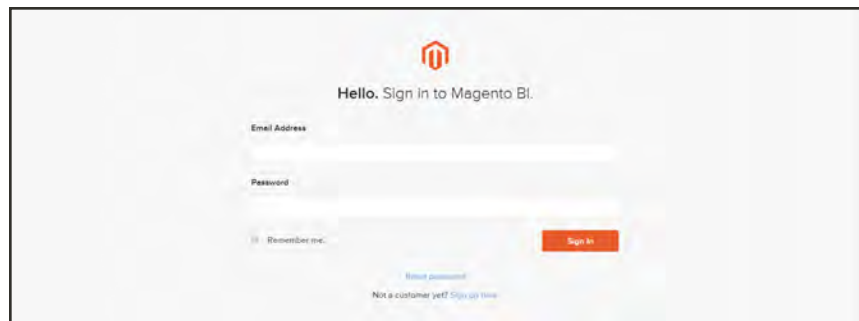 Hello. Sign in to Magento BI.
Email Address
Password
Remember me.
Sign in
Reset password
Not a customer yet? Sign up now